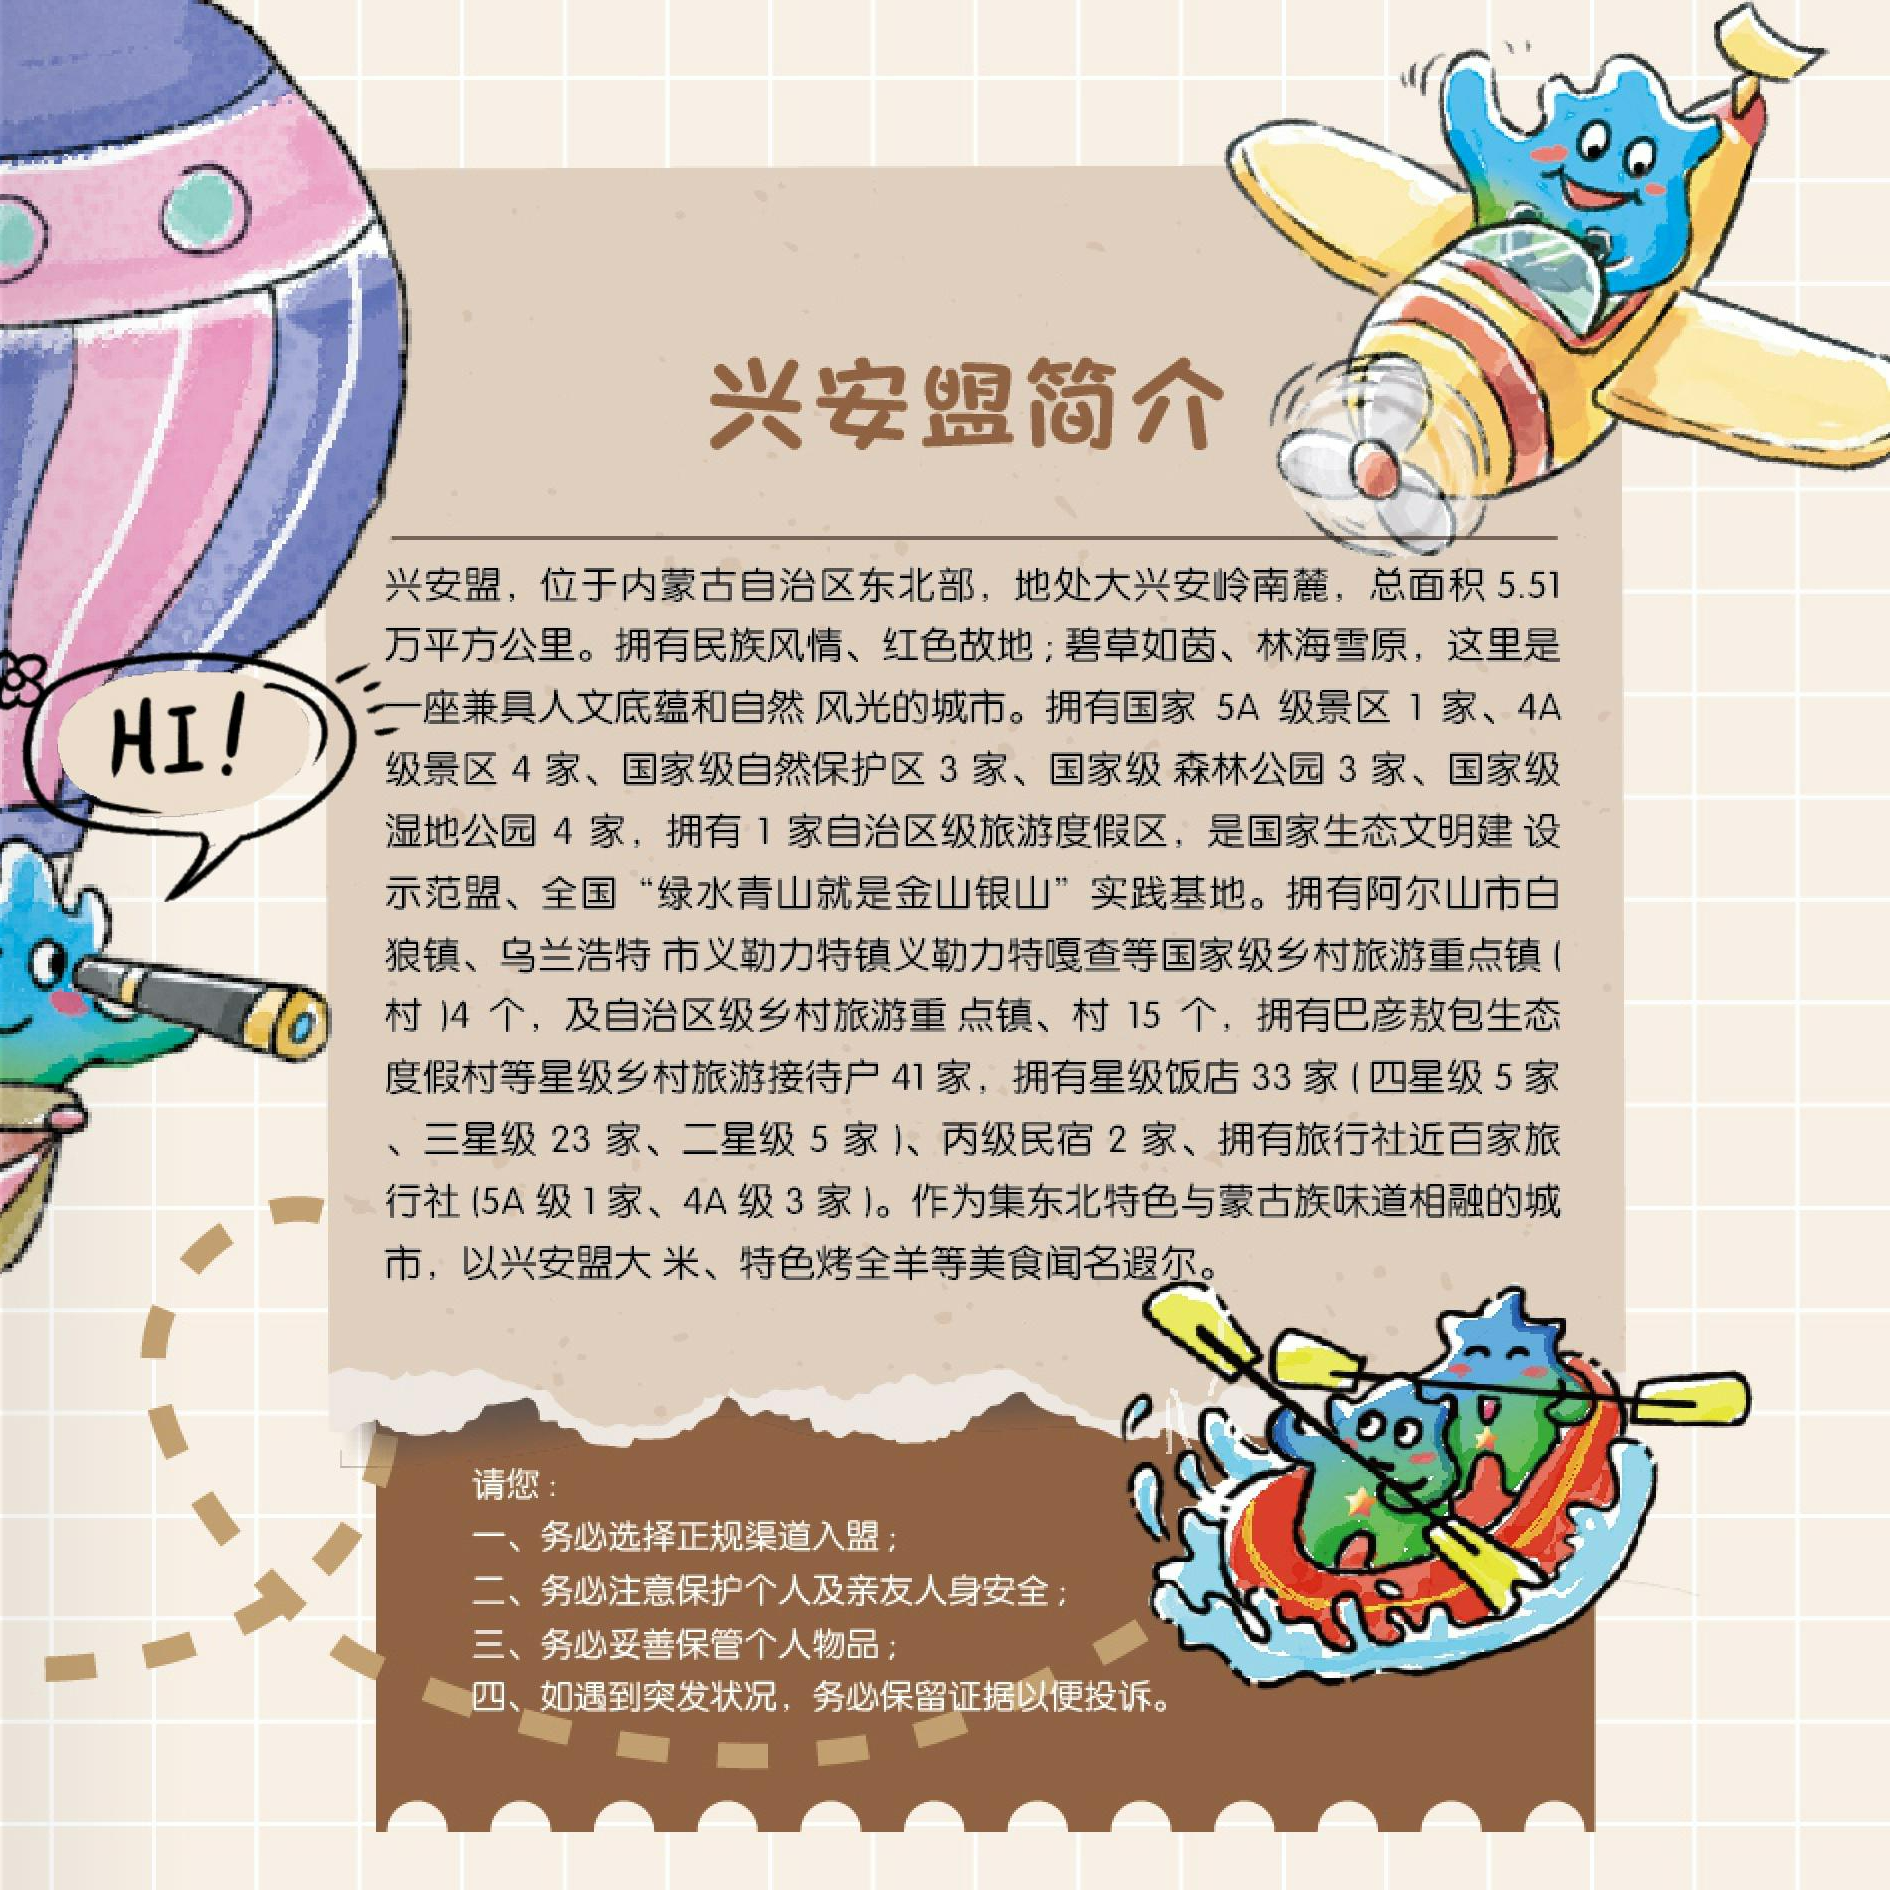 兴安盟简介
兴安盟，位于内蒙古自治区东北部，地处大兴安岭南麓，总面积 5.51
万平方公里。拥有民族风情、红色故地；碧草如茵、林海雪原，这里是
一座兼具人文底蕴和自然 风光的城市。拥有国家 5A 级景区 1 家、4A
级景区 4 家、国家级自然保护区 3 家、国家级 森林公园 3 家、国家级
湿地公园 4 家，拥有 1 家自治区级旅游度假区，是国家生态文明建 设
示范盟、全国“绿水青山就是金山银山”实践基地。拥有阿尔山市白
狼镇、乌兰浩特 市义勒力特镇义勒力特嘎查等国家级乡村旅游重点镇 (
村 )4 个，及自治区级乡村旅游重 点镇、村 15 个，拥有巴彦敖包生态
度假村等星级乡村旅游接待户 41 家，拥有星级饭店 33 家 ( 四星级 5 家
、三星级 23 家、二星级 5 家 )、丙级民宿 2 家、拥有旅行社近百家旅
行社 (5A 级 1 家、4A 级 3 家 )。作为集东北特色与蒙古族味道相融的城
市，以兴安盟大 米、特色烤全羊等美食闻名遐尔。
HI!
请您：
一、务必选择正规渠道入盟；
二、务必注意保护个人及亲友人身安全；
三、务必妥善保管个人物品；
四、如遇到突发状况，务必保留证据以便投诉。